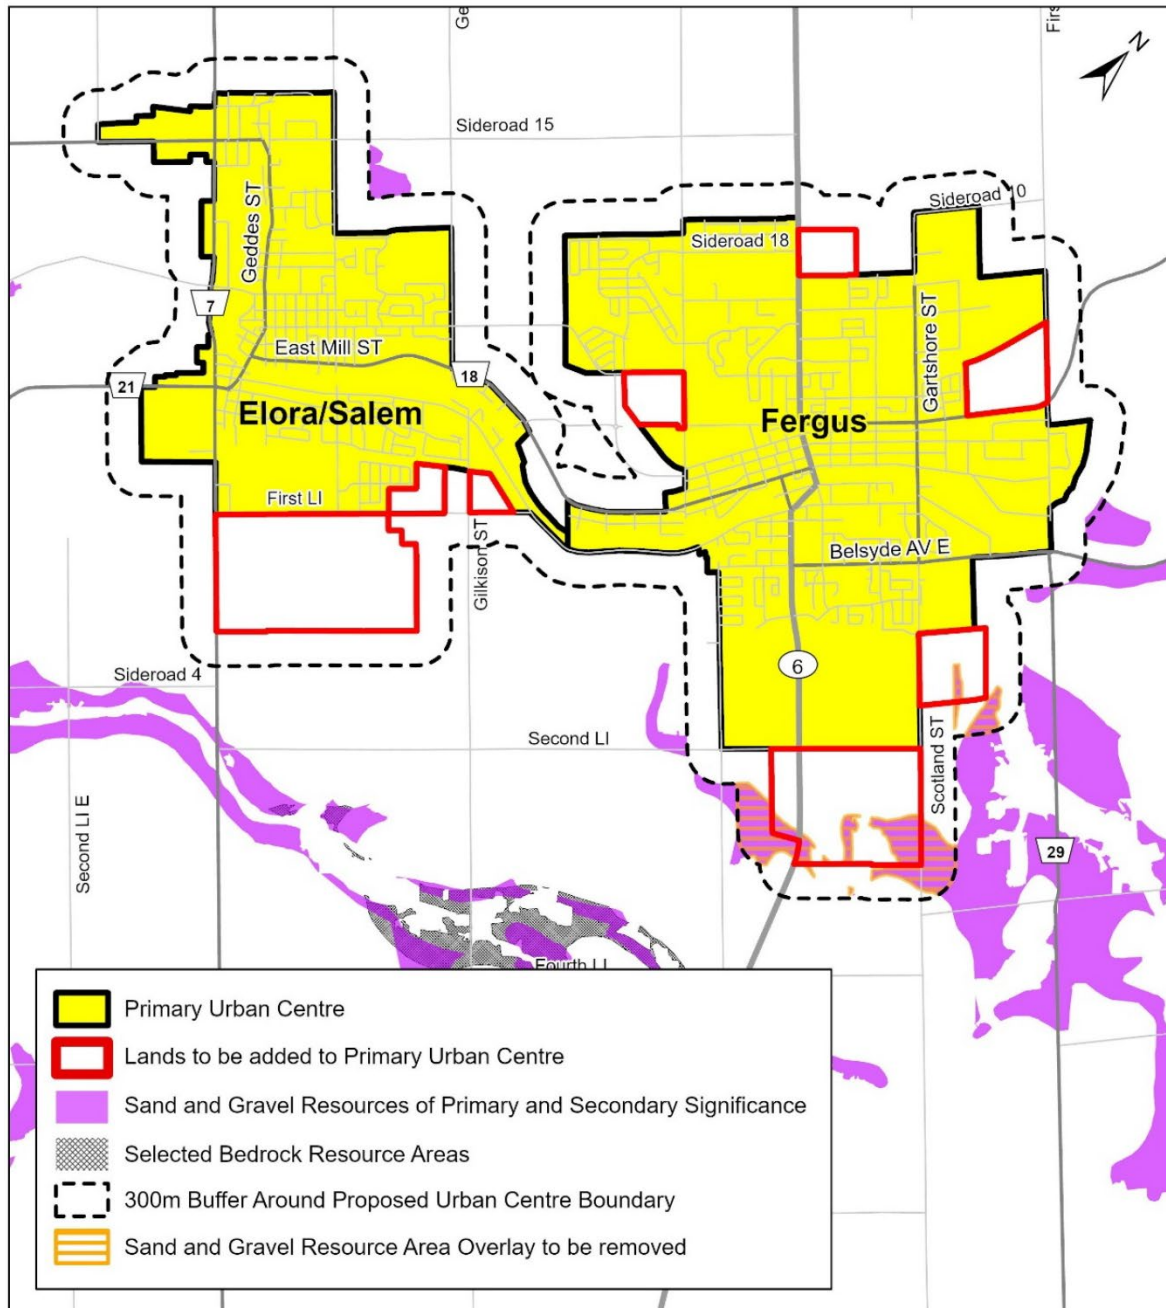 Ge
Firs
N
Sideroad 15
Sideroad 10
Geddes ST
Sideroad 18
7
Gartshore ST
East Mill ST
21
18
Elora/Salem
Fergus
First LI
Gilkison ST
Belsyde AV E
6
Sideroad 4
Second LI
Scotland ST
Second LI E
29
Fourth LI
Primary Urban Centre
Lands to be added to Primary Urban Centre
Sand and Gravel Resources of Primary and Secondary Significance
Selected Bedrock Resource Areas
300m Buffer Around Proposed Urban Centre Boundary
Sand and Gravel Resource Area Overlay to be removed